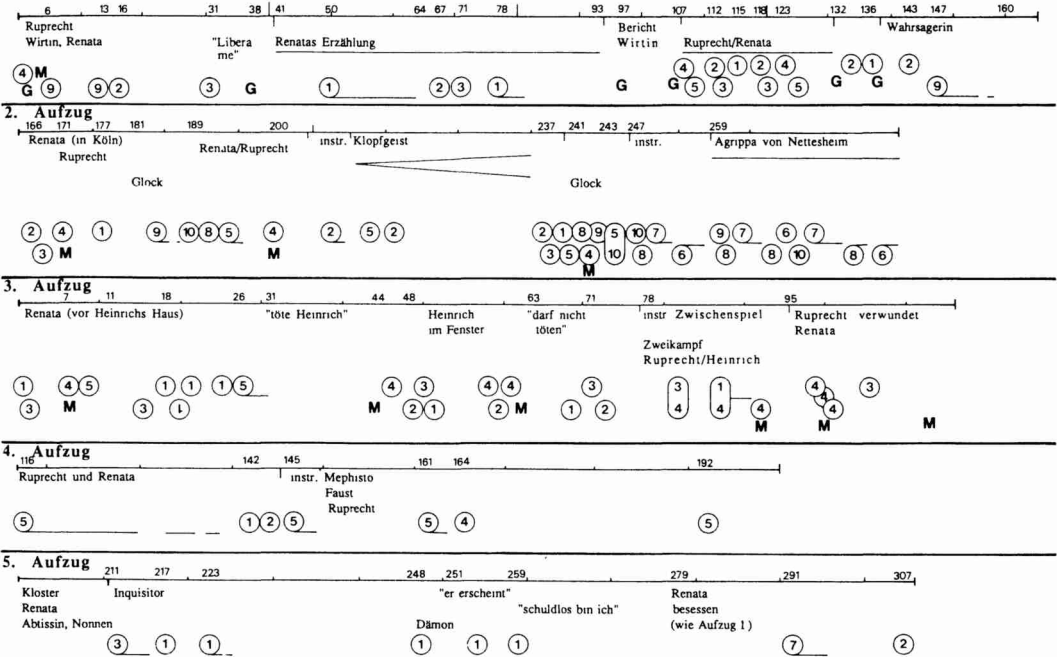 6 13 16 31 38 41 50 64 67 71 78 93 97 107 112 115 118 123 132 136 143 147 160
Ruprecht Bericht Wahrsagerin
Wirtin, Renata "Libera Renatas Erzählung Wirtin Ruprecht/Renata
me"
4 M 4 2 1 2 4 2 1 2
G 9 9 2 3 G 1 2 3 1 G G 5 3 3 5 G G 9
2. Aufzug
166 171 177 181 189 200 237 241 243 247 259
Renata (in Köln) Renata/Ruprecht instr. Klopfgeist instr. Agrippa von Nettesheim
Ruprecht
Glock Glock
2 4 1 9 10 8 5 4 2 5 2 2 1 8 9 5 10 7 9 7 6 7
3 M M 3 5 4 10 8 6 8 8 10 8 6
M
3. Aufzug
7 11 18 26 31 44 48 63 71 78 95
Renata (vor Heinrichs Haus) "töte Heinrich" Heinrich "darf nicht instr Zwischenspiel Ruprecht verwundet
im Fenster töten" Renata
Zweikampf
Ruprecht/Heinrich
1 4 5 1 1 1 5 4 3 4 4 4 3 1 4 3
4
3 M 3 1 M 2 1 2 M 1 2 4 4 4 4
M M M
4. Aufzug
116 142 145 161 164 192
Ruprecht und Renata instr. Mephisto
Faust
Ruprecht
5 1 2 5 5 4 5
5. Aufzug
211 217 223 248 251 259 279 291 307
Kloster Inquisitor "er erscheint" Renata
Renata "schuldlos bin ich" besessen
Abtissin, Nonnen Dämon (wie Aufzug 1)
3 1 1 1 1 1 7 2